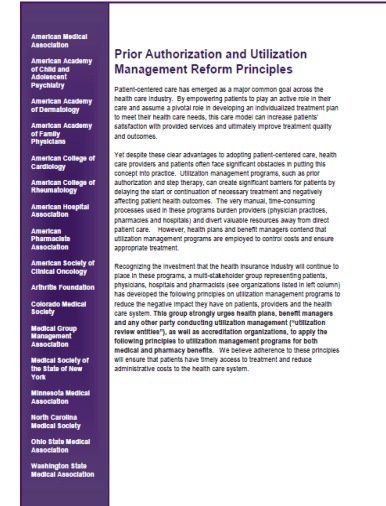 American Medical
Association
American Academy
of Child and
Adolescent
Psychiatry
American Academy
of Dermatology
American Academy
of Family
Physicians
American College of
Cardiology
American College of
Rheumatology
American Hospital
Association
American
Pharmacists
Association
American Society of
Clinical Oncology
Arthritis Foundation
Colorado Medical
Society
Medical Group
Management
Association
Medical Society of
the State of New
York
Minnesota Medical
Association
North Carolina
Medical Society
Ohio State Medical
Association
Washington State
Medical Association
Prior Authorization and Utilization
Management Reform Principles
Patient-centered care has emerged as a major common goal across the
health care industry. By empowering patients to play an active role in their
care and assume a pivotal role in developing an individualized treatment plan
to meet their health care needs, this care model can increase patients'
satisfaction with provided services and ultimately improve treatment quality
and outcomes.
Yet despite these clear advantages to adopting patient-centered care, health
care providers and patients often face significant obstacles in putting this
concept into practice. Utilization management programs, such as prior
authorization and step therapy, can create significant barriers for patients by
delaying the start or continuation of necessary treatment and negatively
affecting patient health outcomes. The very manual, time-consuming
processes used in these programs burden providers (physician practices,
pharmacies and hospitals) and divert valuable resources away from direct
patient care. However, health plans and benefit managers contend that
utilization management programs are employed to control costs and ensure
appropriate treatment.
Recognizing the investment that the health insurance industry will continue to
place in these programs, a multi-stakeholder group representing patients,
physicians, hospitals and pharmacists (see organizations listed in left column)
has developed the following principles on utilization management programs to
reduce the negative impact they have on patients, providers and the health
care system. This group strongly urges health plans, benefit managers
and any other party conducting utilization management ("utilization
review entities"), as well as accreditation organizations, to apply the
following principles to utilization management programs for both
medical and pharmacy benefits. We believe adherence to these principles
will ensure that patients have timely access to treatment and reduce
administrative costs to the health care system.